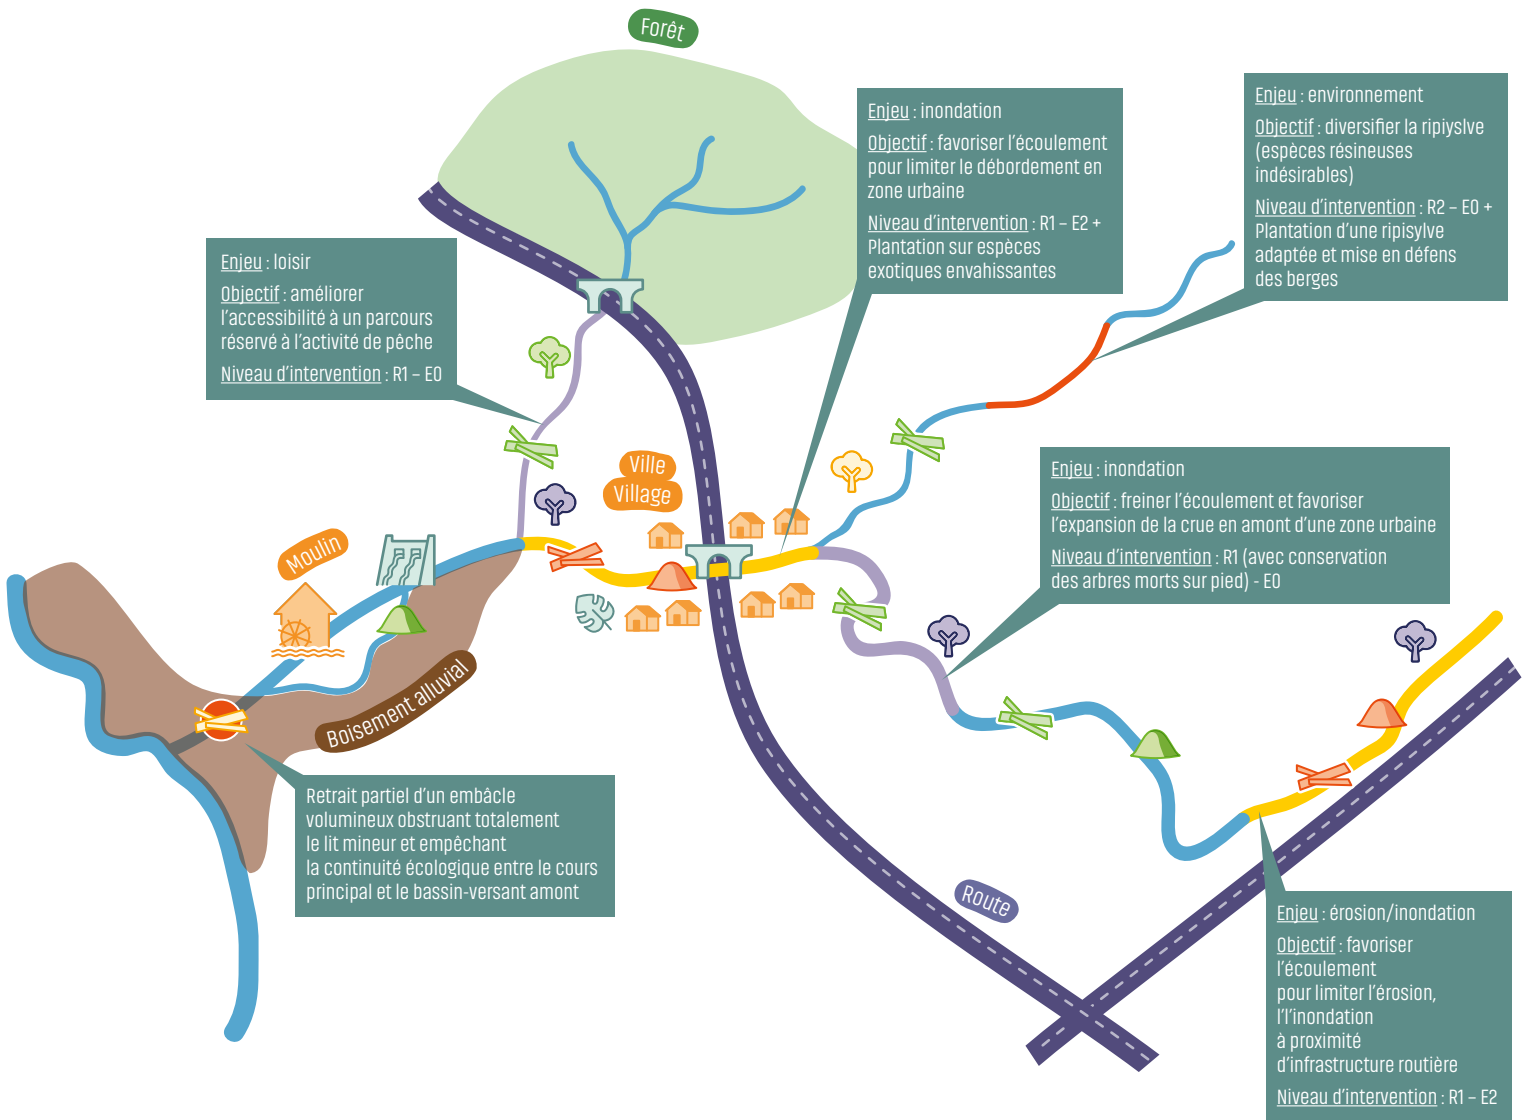 Forêt
Enjeu : inondation
Objectif : favoriser l’écoulement
pour limiter le débordement en
zone urbaine
Niveau d’intervention : R1 – E2 +
Plantation sur espèces
exotiques envahissantes
Enjeu : environnement
Objectif : diversifier la ripiyslve
(espèces résineuses
indésirables)
Niveau d’intervention : R2 – E0 +
Plantation d’une ripisylve
adaptée et mise en défens
des berges
Enjeu : loisir
Objectif : améliorer
l’accessibilité à un parcours
réservé à l’activité de pêche
Niveau d’intervention : R1 – E0
Ville
Village
Enjeu : inondation
Objectif : freiner l’écoulement et favoriser
l’expansion de la crue en amont d’une zone urbaine
Niveau d’intervention : R1 (avec conservation
des arbres morts sur pied) - E0
Moulin
Boisement alluvial
Retrait partiel d’un embâcle
volumineux obstruant totalement
le lit mineur et empêchant
la continuité écologique entre le cours
principal et le bassin-versant amont
Route
Enjeu : érosion/inondation
Objectif : favoriser
l’écoulement
pour limiter l’érosion,
l’l’inondation
à proximité
d’infrastructure routière
Niveau d’intervention : R1 – E2